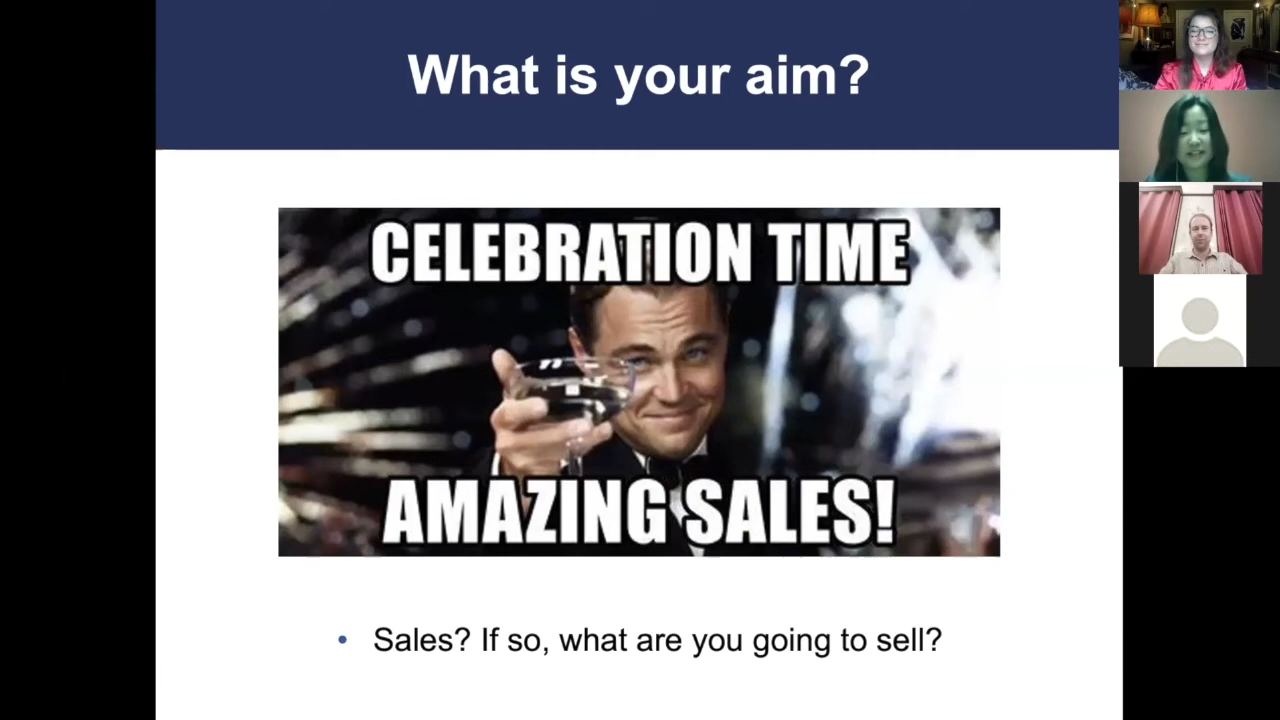 What is your aim?
CELEBRATION TIME
AMAZING SALES!
• Sales? If so, what are you going to sell?